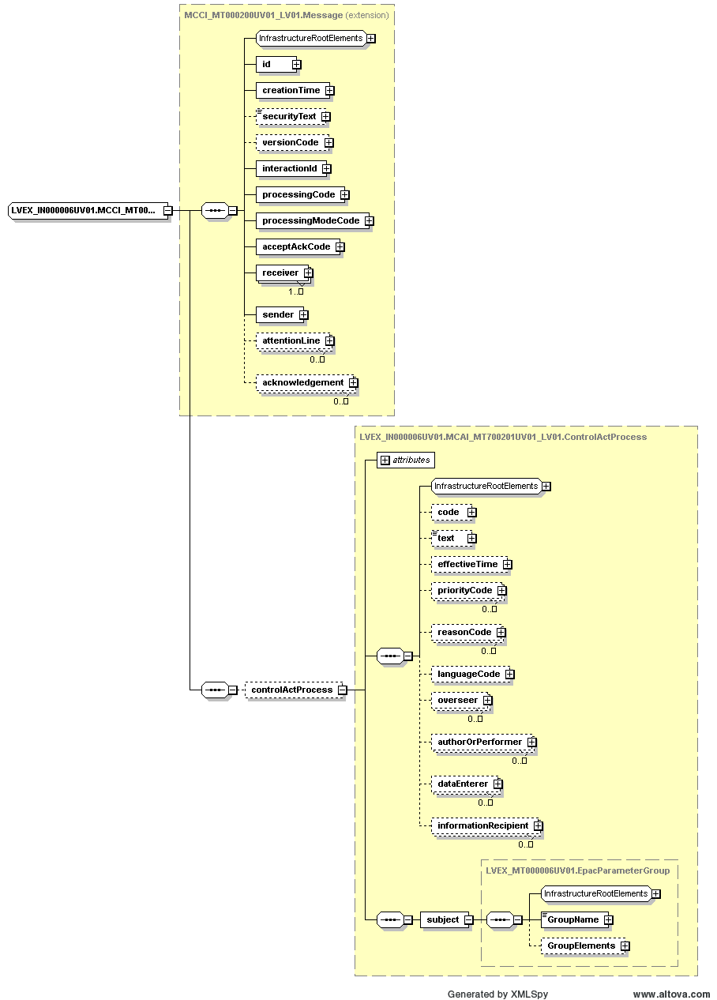 MCCI_MT000200UV01_LV01.Message (extension)
InfrastructureRootElements
id
creationTime
securityText
versionCode
interactionId
processingCode
LVEX_IN000006UV01.MCCI_MT00...
processingModeCode
acceptAckCode
receiver
1..
sender
attentionLine
0..
acknowledgement
0..
LVEX_IN000006UV01.MCAI_MT700201UV01_LV01.ControlActProcess
attributes
InfrastructureRootElements
code
text
effectiveTime
priorityCode
0..
reasonCode
0..
languageCode
controlActProcess
overseer
0..
authorOrPerformer
0..
dataEnterer
0..
informationRecipient
0..
LVEX_MT000006UV01.EpacParameterGroup
InfrastructureRootElements
subject
GroupName
GroupElements
Generated by XMLSpy
www.altova.com